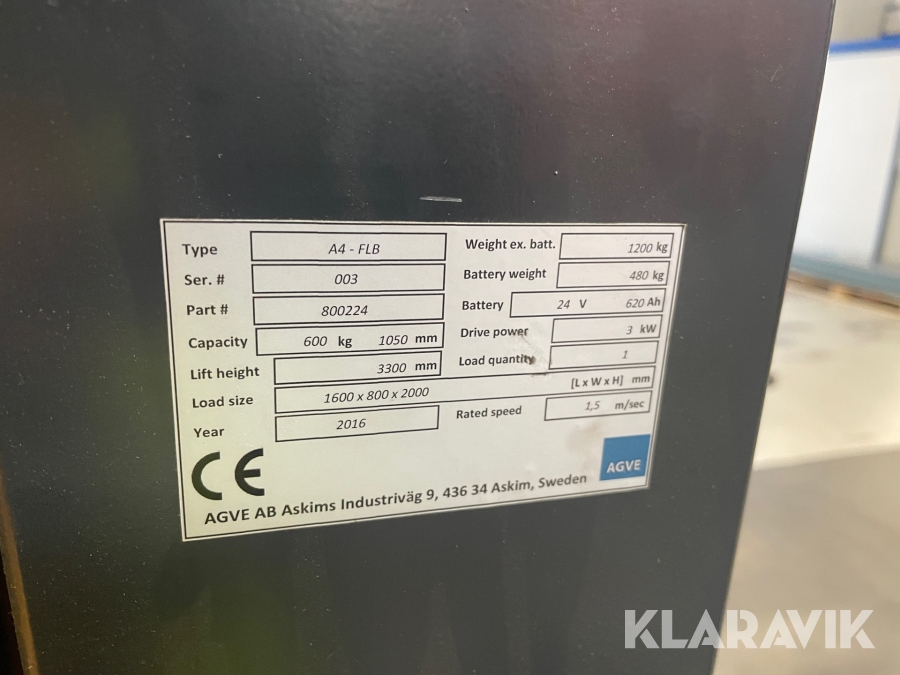 Type A4 - FLB Weight ex. batt. 1200 kg
Ser. # 003 Battery weight 480 kg
Part # 800224 Battery 24 V 620 Ah
Capacity 600 kg 1050 mm Drive power 3 kW
Lift height 3300 mm Load quantity 1
Load size 1600 x 800 x 2000 [L x W x H] mm
Year 2016 Rated speed 1,5 m/sec
CE AGVE
AGVE AB Askims Industriväg 9, 436 34 Askim, Sweden
KLARAVIK